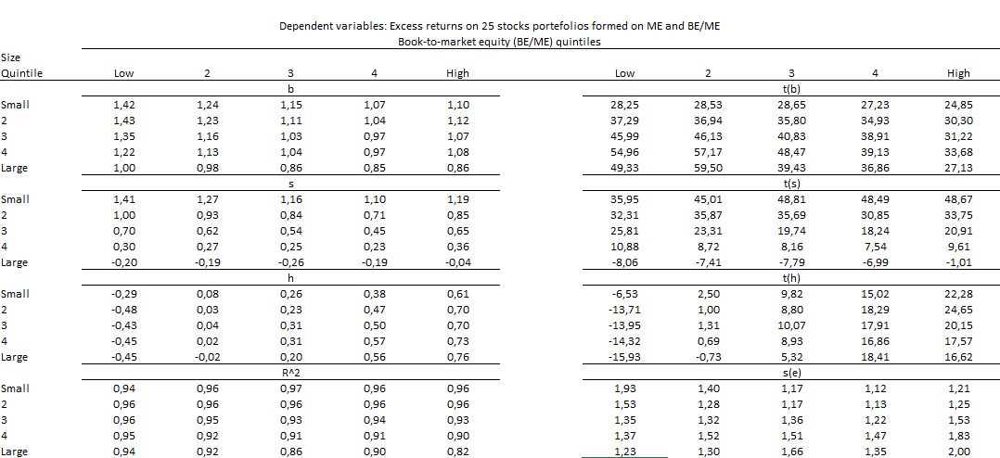 Dependent variables: Excess returns on 25 stocks portefolios formed on ME and BE/ME
Book-to-market equity (BE/ME) quintiles
Size
Quintile Low 2 3 4 High Low 2 3 4 High
b t(b)
Small 1,42 1,24 1,15 1,07 1,10 28,25 28,53 28,65 27,23 24,85
2 1,43 1,23 1,11 1,04 1,12 37,29 36,94 35,80 34,93 30,30
3 1,35 1,16 1,03 0,97 1,07 45,99 46,13 40,83 38,91 31,22
4 1,22 1,13 1,04 0,97 1,08 54,96 57,17 48,47 39,13 33,68
Large 1,00 0,98 0,86 0,85 0,86 49,33 59,50 39,43 36,86 27,13
s t(s)
Small 1,41 1,27 1,16 1,10 1,19 35,95 45,01 48,81 48,49 48,67
2 1,00 0,93 0,84 0,71 0,85 32,31 35,87 35,69 30,85 33,75
3 0,70 0,62 0,54 0,45 0,65 25,81 23,31 19,74 18,24 20,91
4 0,30 0,27 0,25 0,23 0,36 10,88 8,72 8,16 7,54 9,61
Large -0,20 -0,19 -0,26 -0,19 -0,04 -8,06 -7,41 -7,79 -6,99 -1,01
h t(h)
Small -0,29 0,08 0,26 0,38 0,61 -6,53 2,50 9,82 15,02 22,28
2 -0,48 0,03 0,23 0,47 0,70 -13,71 1,00 8,80 18,29 24,65
3 -0,43 0,04 0,31 0,50 0,70 -13,95 1,31 10,07 17,91 20,15
4 -0,45 0,02 0,31 0,57 0,73 -14,32 0,69 8,93 16,86 17,57
Large -0,45 -0,02 0,20 0,56 0,76 -15,93 -0,73 5,32 18,41 16,62
R^2 s(e)
Small 0,94 0,96 0,97 0,96 0,96 1,93 1,40 1,17 1,12 1,21
2 0,96 0,96 0,96 0,96 0,96 1,53 1,28 1,17 1,13 1,25
3 0,96 0,95 0,93 0,94 0,93 1,35 1,32 1,36 1,22 1,53
4 0,95 0,92 0,91 0,91 0,90 1,37 1,52 1,51 1,47 1,83
Large 0,94 0,92 0,86 0,90 0,82 1,23 1,30 1,66 1,35 2,00